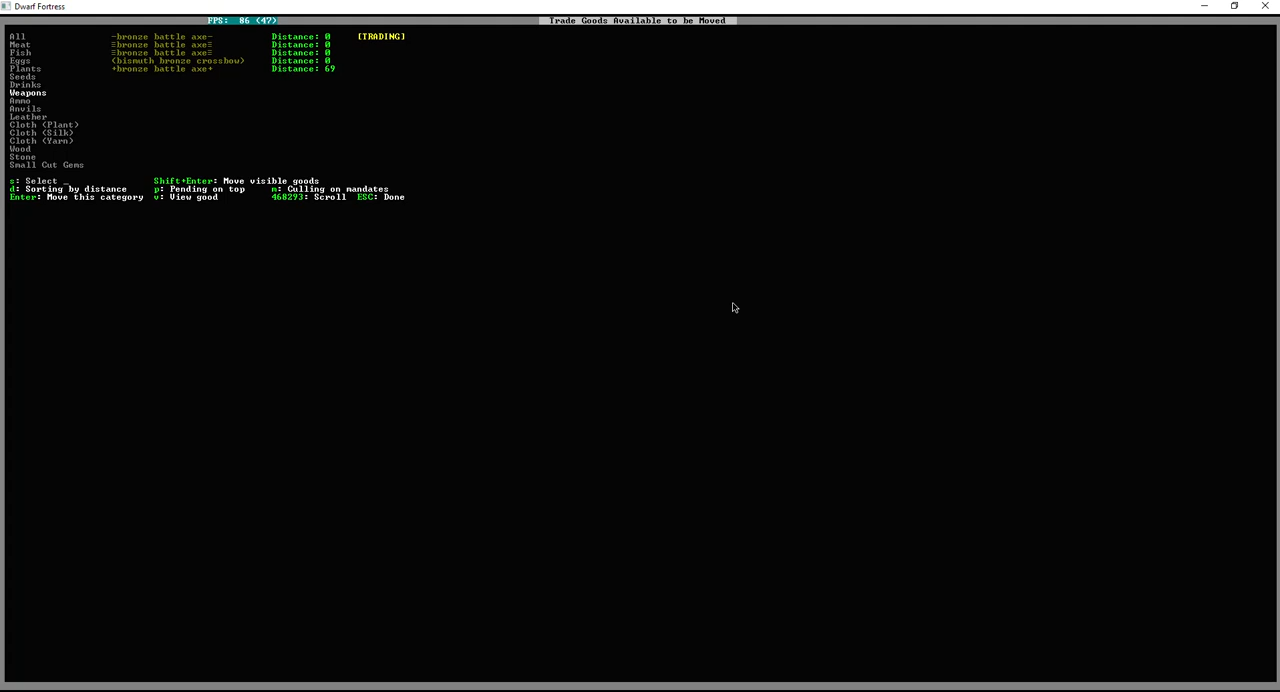 Dwarf Fortress
FPS: 86 (47) Trade Goods Available to be Moved
All -bronze battle axe- Distance: 0 [TRADING]
Meat ≡bronze battle axe≡ Distance: 0
Fish ≡bronze battle axe≡ Distance: 0
Eggs (bismuth bronze crossbow) Distance: 0
Plants +bronze battle axe+ Distance: 69
Seeds
Drinks
Weapons
Ammo
Anvils
Leather
Cloth (Plant)
Cloth (Silk)
Cloth (Yarn)
Wood
Stone
Small Cut Gems
s: Select _ Shift+Enter: Move visible goods
d: Sorting by distance p: Pending on top m: Culling on mandates
Enter: Move this category v: View good 468293: Scroll ESC: Done